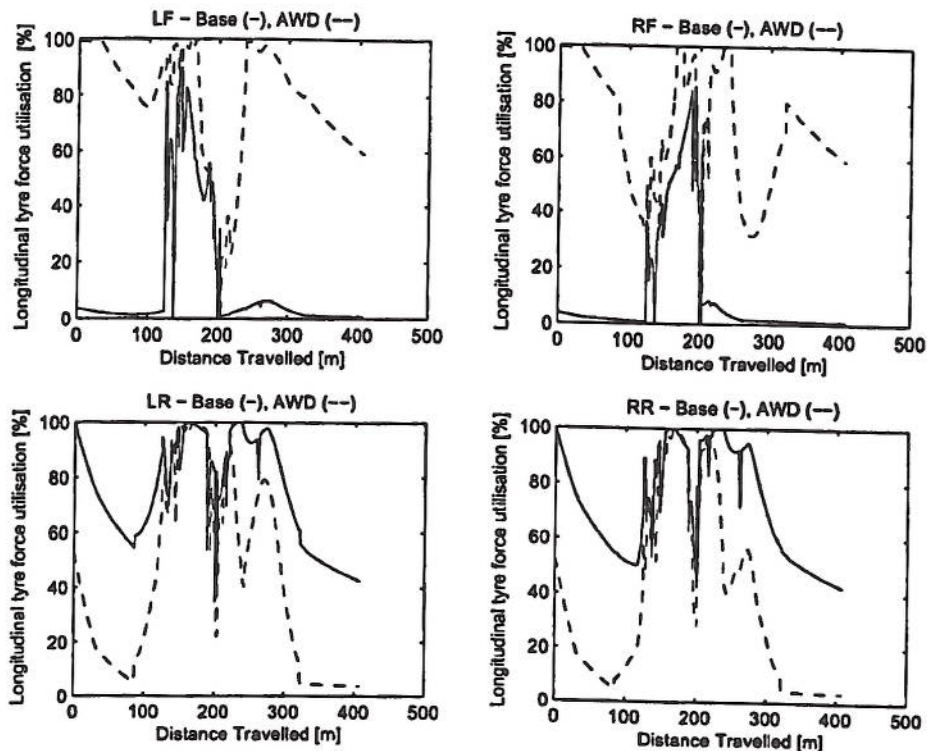 LF – Base (-), AWD (--)
Longitudinal tyre force utilisation [%]
100
80
60
40
20
0
0 100 200 300 400 500
Distance Travelled [m]
RF – Base (-), AWD (--)
Longitudinal tyre force utilisation [%]
100
80
60
40
20
0
0 100 200 300 400 500
Distance Travelled [m]
LR – Base (-), AWD (--)
Longitudinal tyre force utilisation [%]
100
80
60
40
20
0
0 100 200 300 400 500
Distance Travelled [m]
RR – Base (-), AWD (--)
Longitudinal tyre force utilisation [%]
100
80
60
40
20
0
0 100 200 300 400 500
Distance Travelled [m]